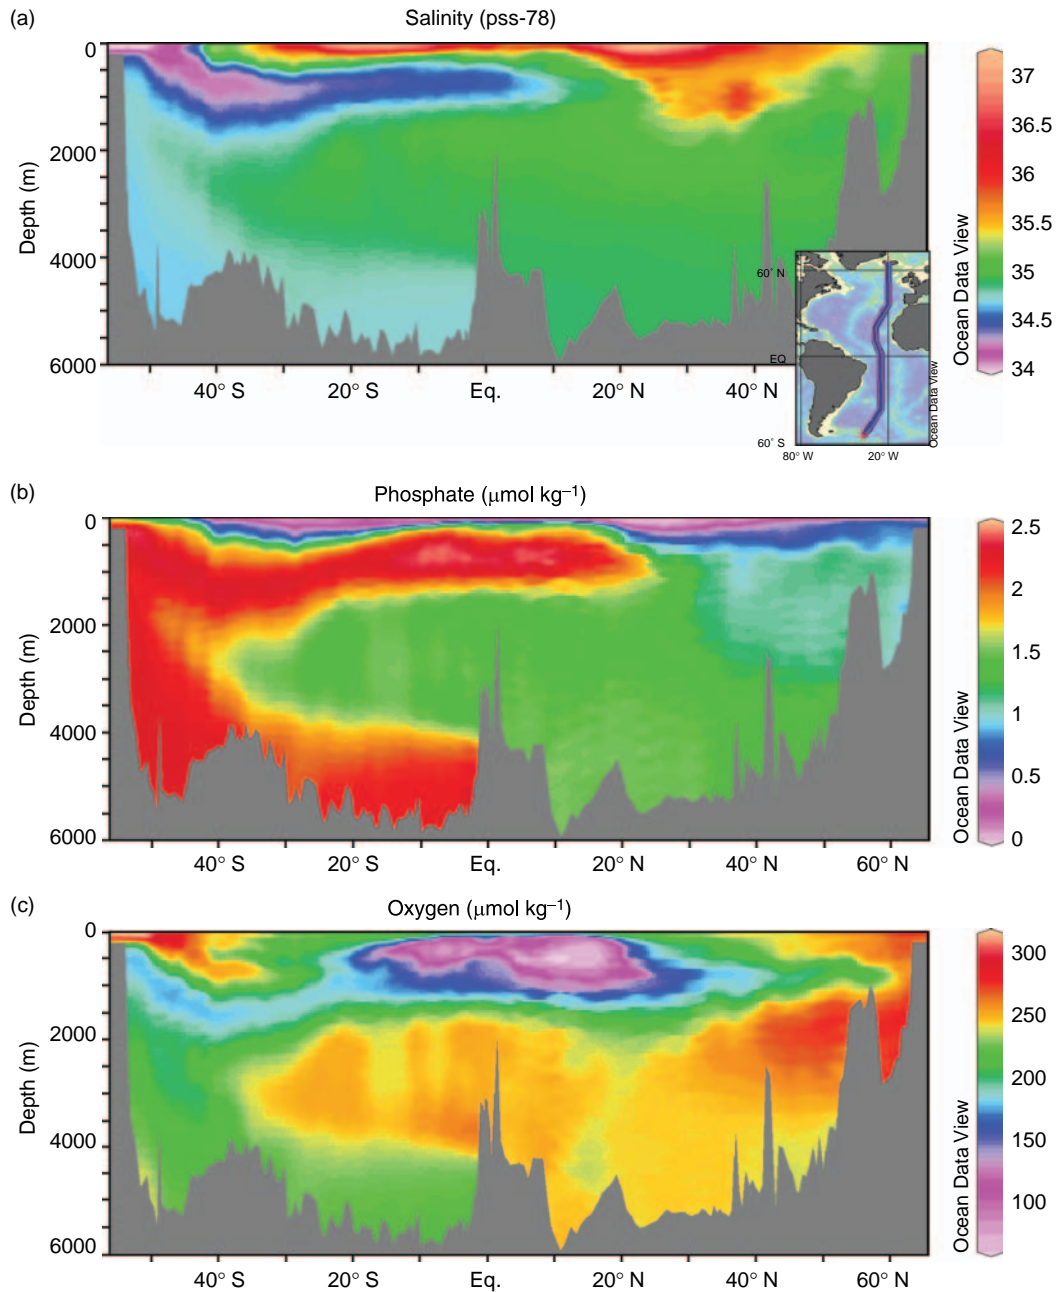 (a)
Salinity (pss-78)
Depth (m)
0
2000
4000
6000
40° S
20° S
Eq.
20° N
40° N
Ocean Data View
37
36.5
36
35.5
35
34.5
34
60° N
EQ
60° S
80° W
20° W
Ocean Data View
(b)
Phosphate (μmol kg⁻¹)
Depth (m)
0
2000
4000
6000
40° S
20° S
Eq.
20° N
40° N
60° N
Ocean Data View
2.5
2
1.5
1
0.5
0
(c)
Oxygen (μmol kg⁻¹)
Depth (m)
0
2000
4000
6000
40° S
20° S
Eq.
20° N
40° N
60° N
Ocean Data View
300
250
200
150
100